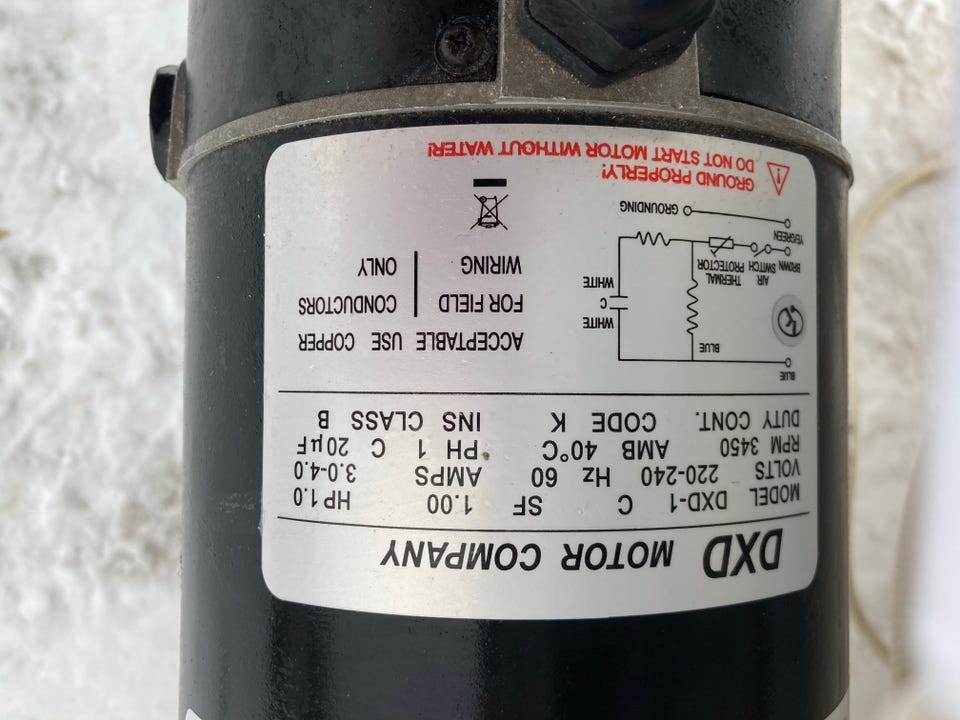 DXD MOTOR COMPANY
MODEL DXD-1 C SF 1.00 HP 1.0
VOLTS 220-240 Hz 60 AMPS 3.0-4.0
RPM 3450 AMB 40°C PH 1 C 20µF
DUTY CONT. CODE K INS CLASS B
BLUE
BLUE
WHITE
C
WHITE
BROWN
AIR SWITCH
THERMAL PROTECTOR
YE/GREEN
GROUNDING
ACCEPTABLE USE COPPER
FOR FIELD CONDUCTORS
WIRING ONLY
GROUND PROPERLY!
DO NOT START MOTOR WITHOUT WATER!